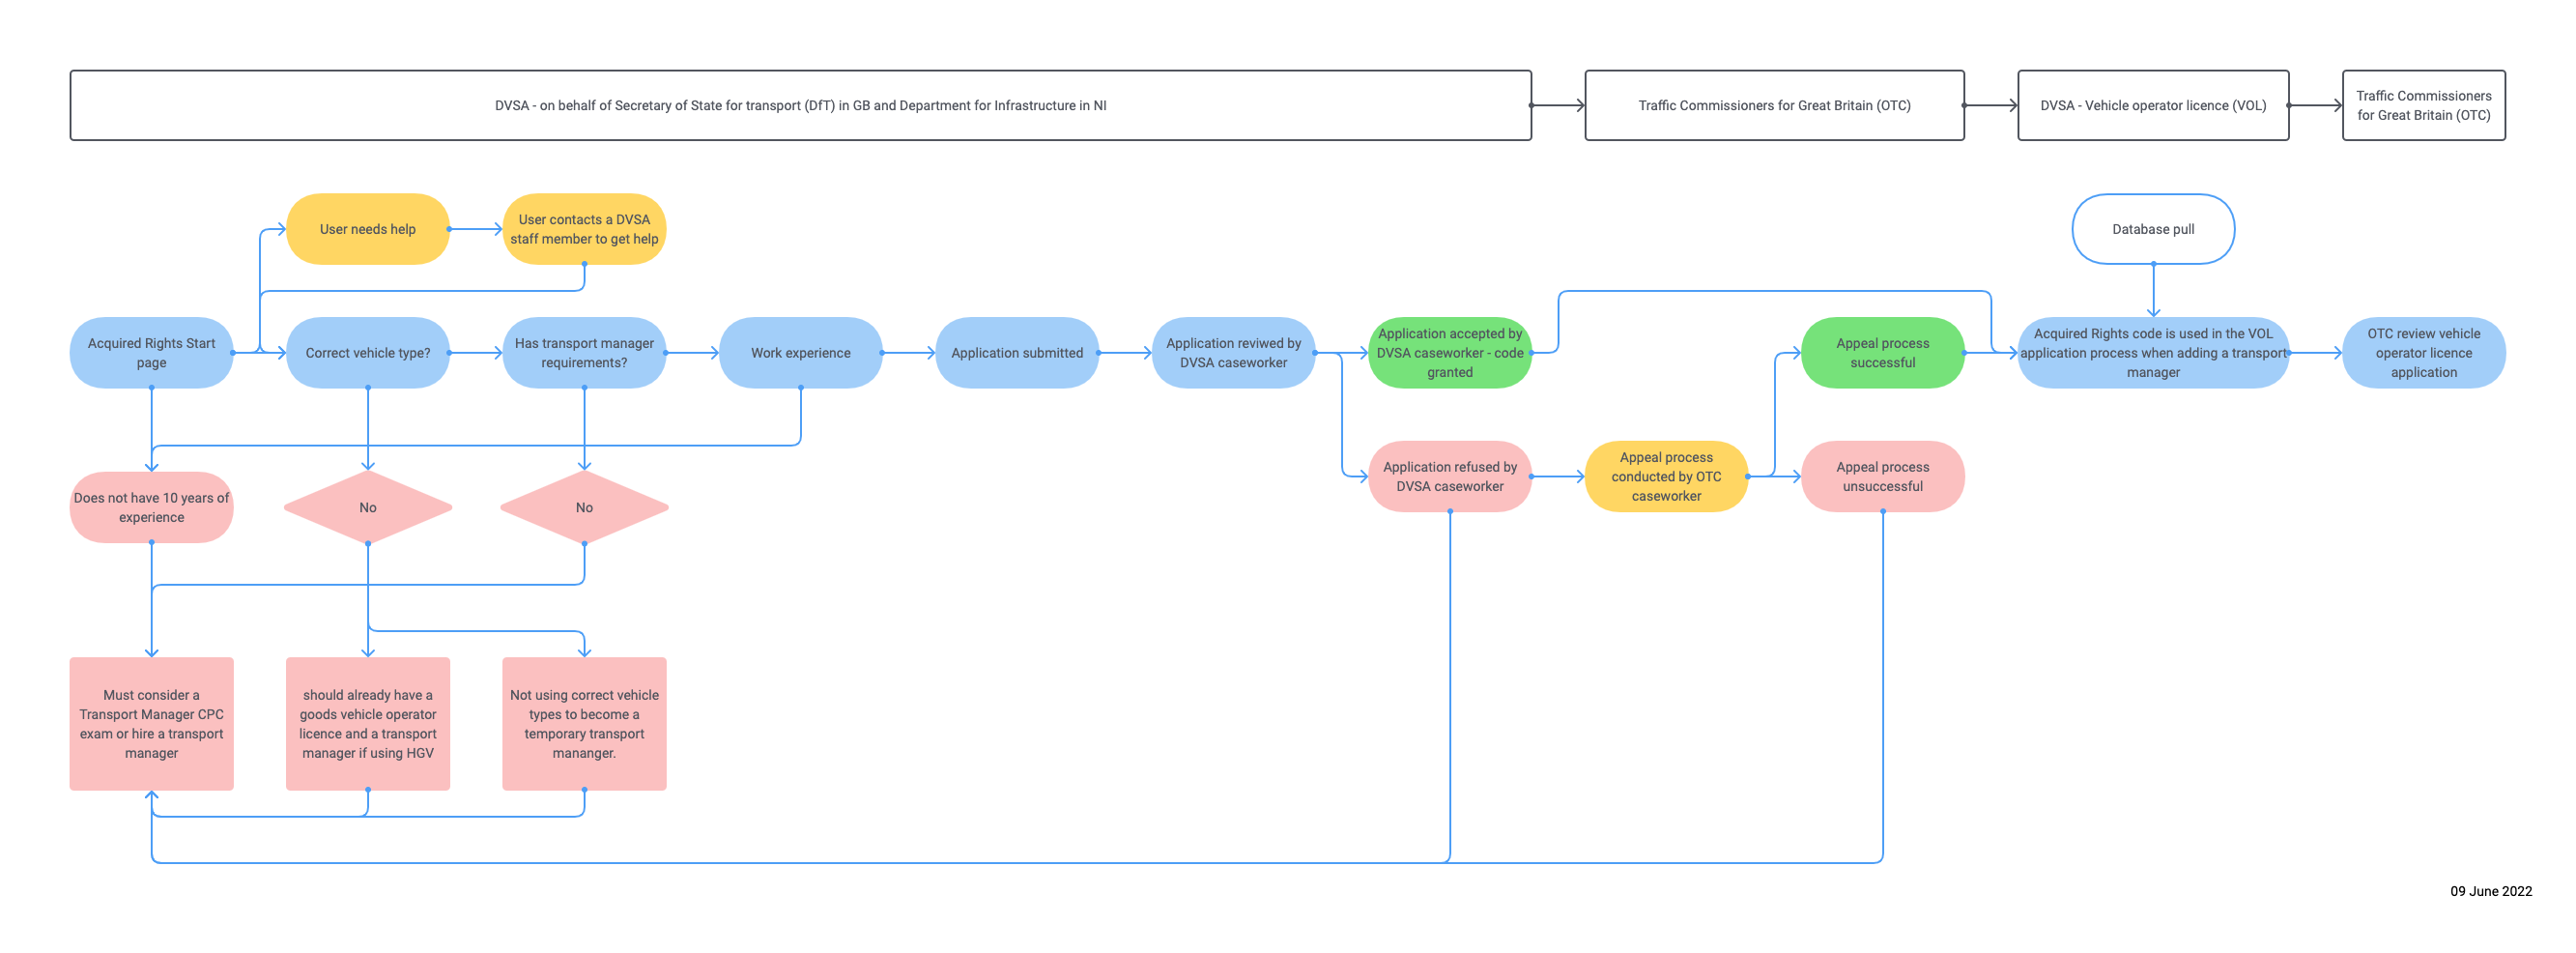 DVSA - on behalf of Secretary of State for transport (DfT) in GB and Department for Infrastructure in NI
Traffic Commissioners for Great Britain (OTC)
DVSA - Vehicle operator licence (VOL)
Traffic Commissioners
for Great Britain (OTC)
User needs help
User contacts a DVSA
staff member to get help
Database pull
Acquired Rights Start
page
Correct vehicle type?
Has transport manager
requirements?
Work experience
Application submitted
Application reviwed by
DVSA caseworker
Application accepted by
DVSA caseworker - code
granted
Appeal process
successful
Acquired Rights code is used in the VOL
application process when adding a transport
manager
OTC review vehicle
operator licence
application
Does not have 10 years of
experience
No
No
Application refused by
DVSA caseworker
Appeal process
conducted by OTC
caseworker
Appeal process
unsuccessful
Must consider a
Transport Manager CPC
exam or hire a transport
manager
should already have a
goods vehicle operator
licence and a transport
manager if using HGV
Not using correct vehicle
types to become a
temporary transport
mananger.
09 June 2022